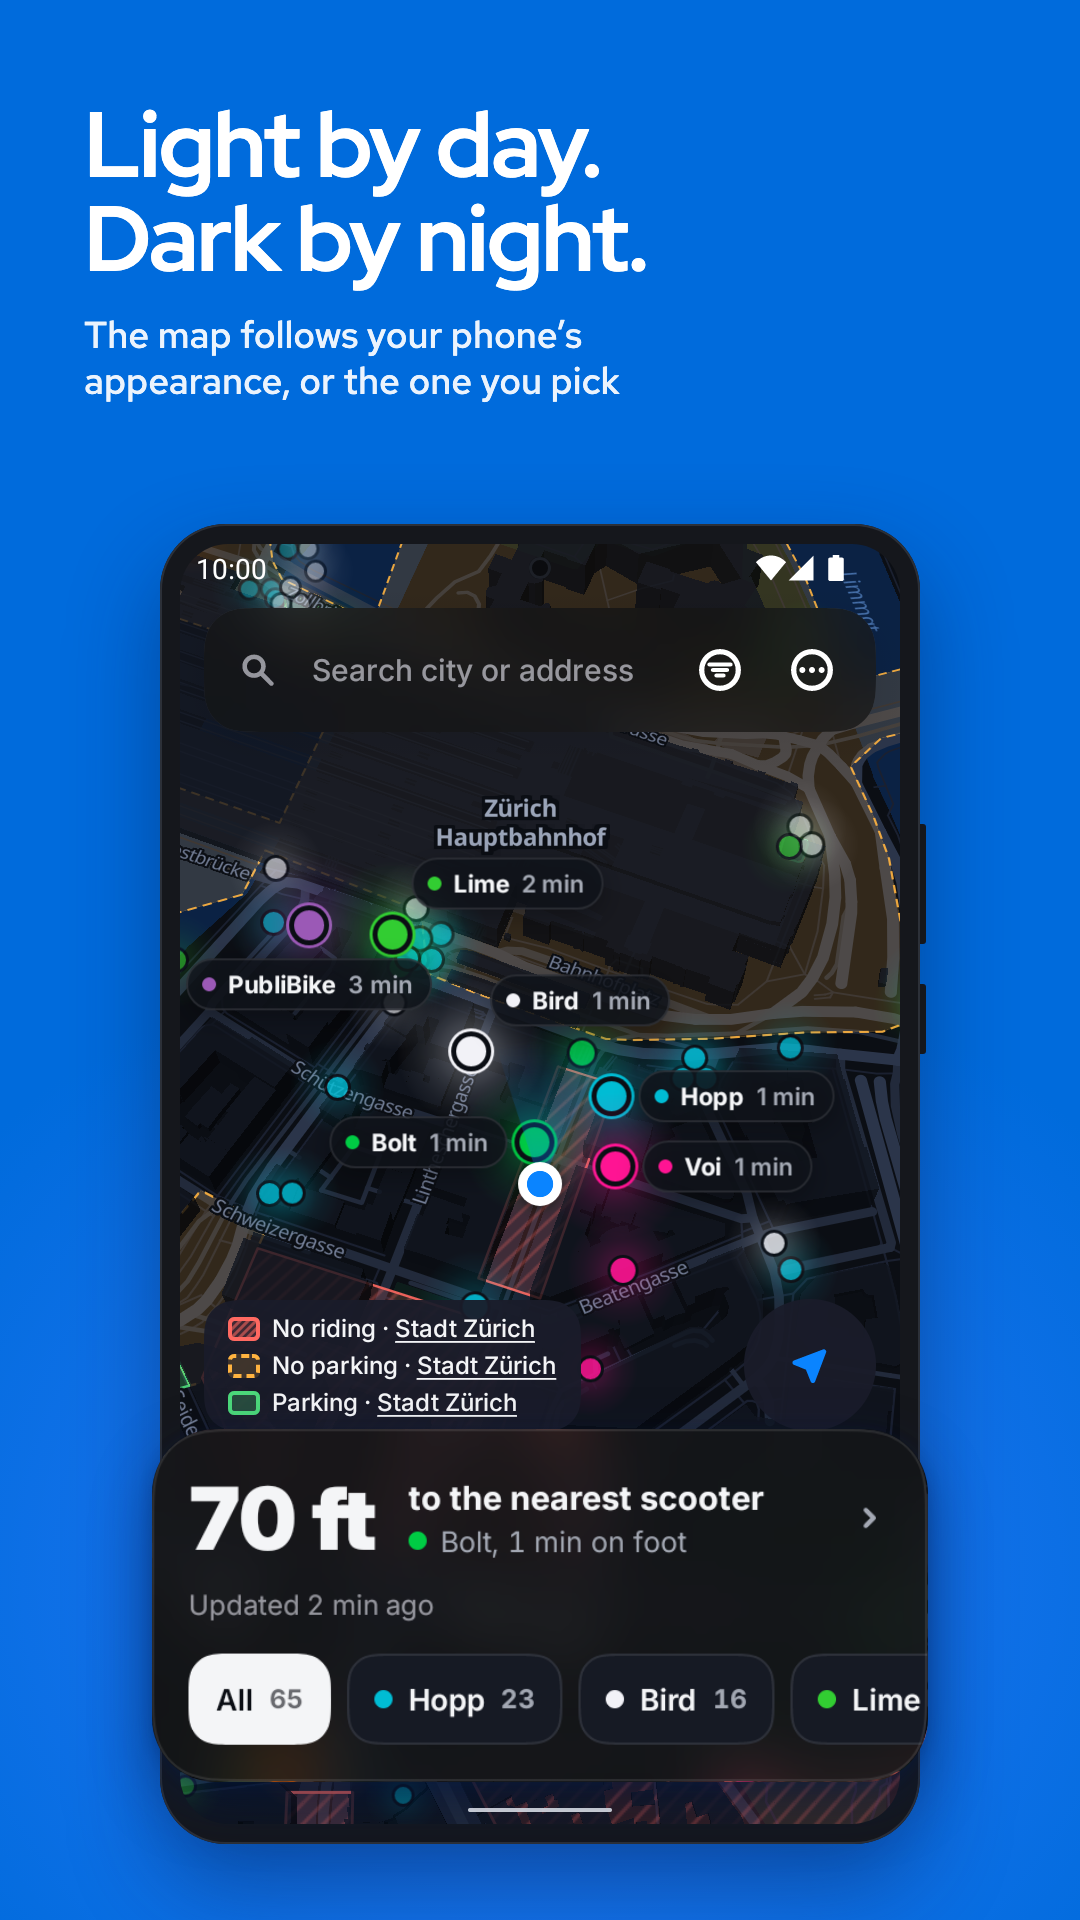 Light by day.
Dark by night.
The map follows your phone’s
appearance, or the one you pick
10:00
Limmat
Search city or address
Zürich
Hauptbahnhof
Lime 2 min
PubliBike 3 min
Bahnhofplatz
Bird 1 min
Schützengasse
Hopp 1 min
Bolt 1 min
Voi 1 min
Schweizergasse
Beatengasse
No riding · Stadt Zürich
No parking · Stadt Zürich
Parking · Stadt Zürich
70 ft
to the nearest scooter
Bolt, 1 min on foot
Updated 2 min ago
All 65
Hopp 23
Bird 16
Lime